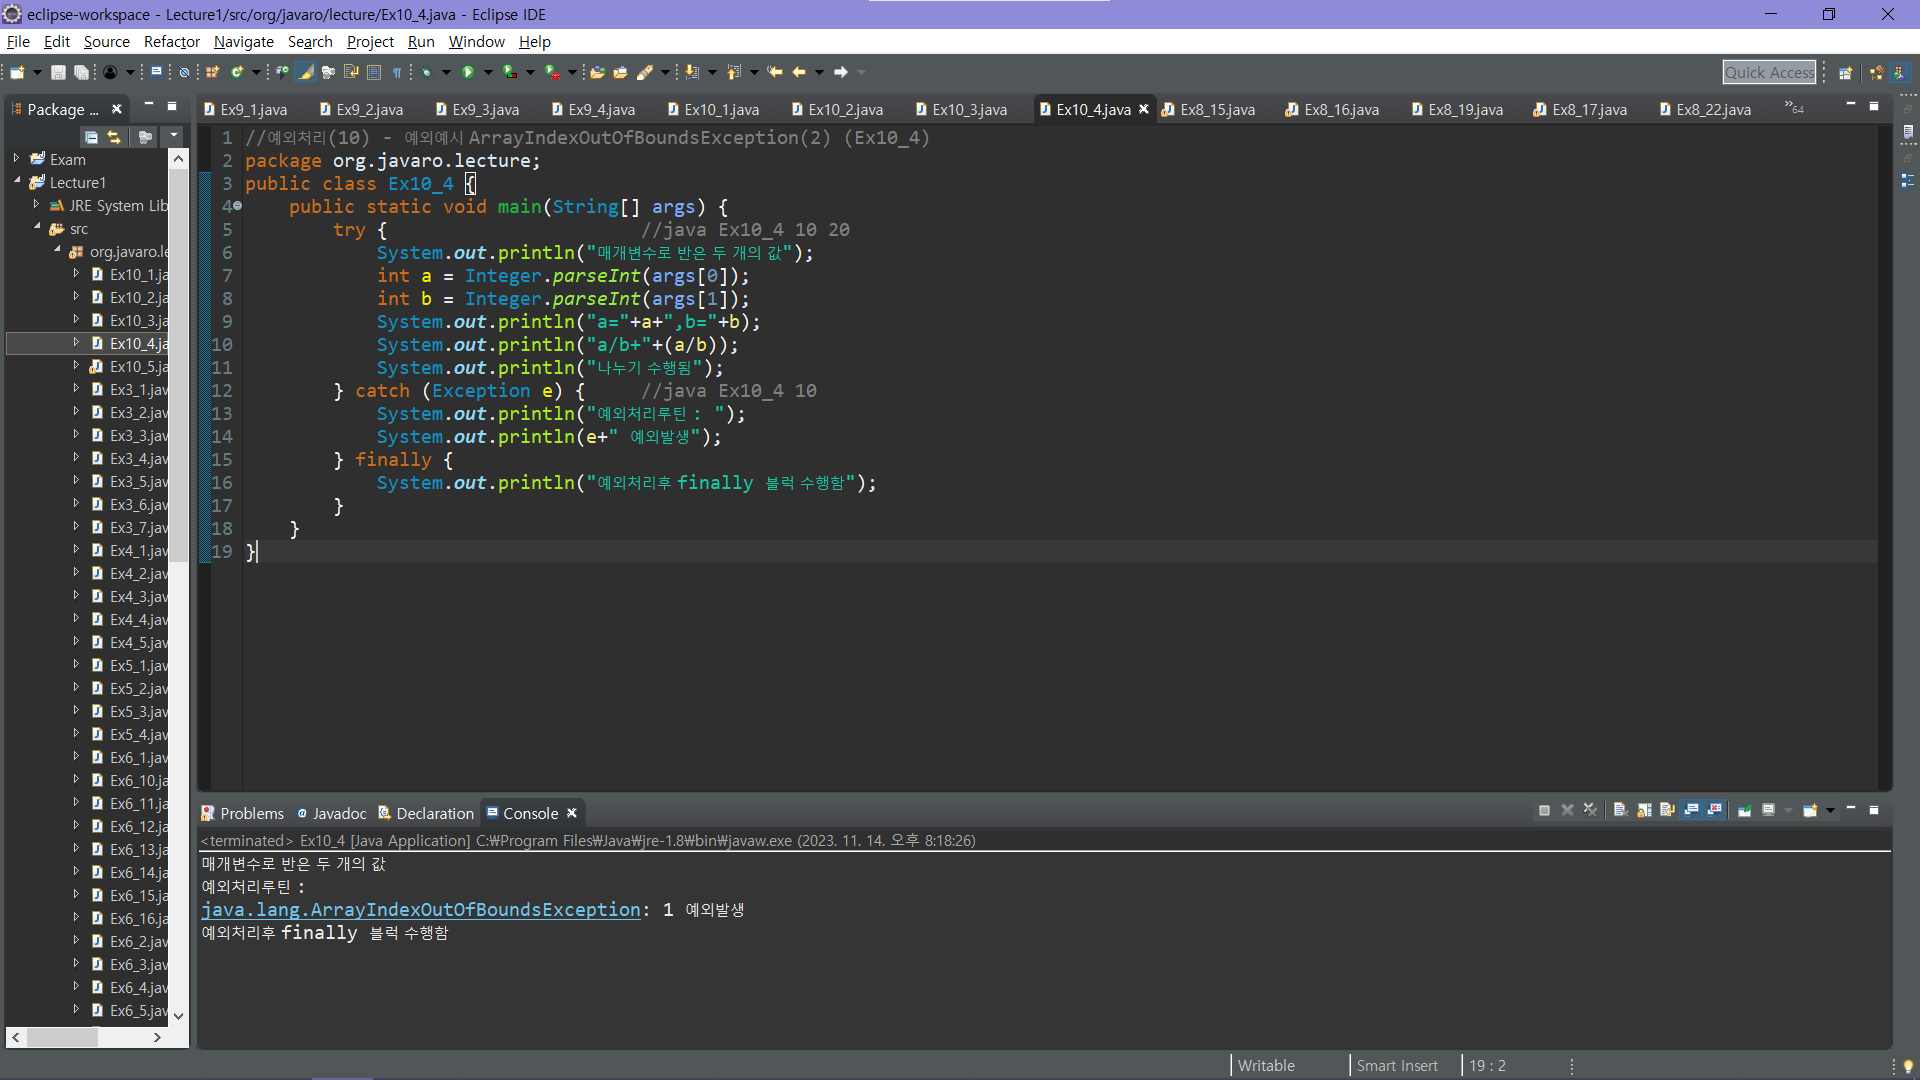 eclipse-workspace - Lecture1/src/org/javaro/lecture/Ex10_4.java - Eclipse IDE
File Edit Source Refactor Navigate Search Project Run Window Help
Quick Access
Package ...
Ex9_1.java Ex9_2.java Ex9_3.java Ex9_4.java Ex10_1.java Ex10_2.java Ex10_3.java Ex10_4.java Ex8_15.java Ex8_16.java Ex8_19.java Ex8_17.java Ex8_22.java »64
Exam
Lecture1
JRE System Lib
src
org.javaro.le
Ex10_1.ja
Ex10_2.ja
Ex10_3.ja
Ex10_4.ja
Ex10_5.ja
Ex3_1.jav
Ex3_2.jav
Ex3_3.jav
Ex3_4.jav
Ex3_5.jav
Ex3_6.jav
Ex3_7.jav
Ex4_1.jav
Ex4_2.jav
Ex4_3.jav
Ex4_4.jav
Ex4_5.jav
Ex5_1.jav
Ex5_2.jav
Ex5_3.jav
Ex5_4.jav
Ex6_1.jav
Ex6_10.ja
Ex6_11.ja
Ex6_12.ja
Ex6_13.ja
Ex6_14.ja
Ex6_15.ja
Ex6_16.ja
Ex6_2.jav
Ex6_3.jav
Ex6_4.jav
Ex6_5.jav
1 //예외처리(10) - 예외예시 ArrayIndexOutOfBoundsException(2) (Ex10_4)
2 package org.javaro.lecture;
3 public class Ex10_4 {
4 public static void main(String[] args) {
5 try { //java Ex10_4 10 20
6 System.out.println("매개변수로 반은 두 개의 값");
7 int a = Integer.parseInt(args[0]);
8 int b = Integer.parseInt(args[1]);
9 System.out.println("a="+a+",b="+b);
10 System.out.println("a/b+"+(a/b));
11 System.out.println("나누기 수행됨");
12 } catch (Exception e) { //java Ex10_4 10
13 System.out.println("예외처리루틴 : ");
14 System.out.println(e+" 예외발생");
15 } finally {
16 System.out.println("예외처리후 finally 블럭 수행함");
17 }
18 }
19 }
Problems Javadoc Declaration Console
<terminated> Ex10_4 [Java Application] C:₩Program Files₩Java₩jre-1.8₩bin₩javaw.exe (2023. 11. 14. 오후 8:18:26)
매개변수로 반은 두 개의 값
예외처리루틴 :
java.lang.ArrayIndexOutOfBoundsException: 1 예외발생
예외처리후 finally 블럭 수행함
Writable Smart Insert 19 : 2